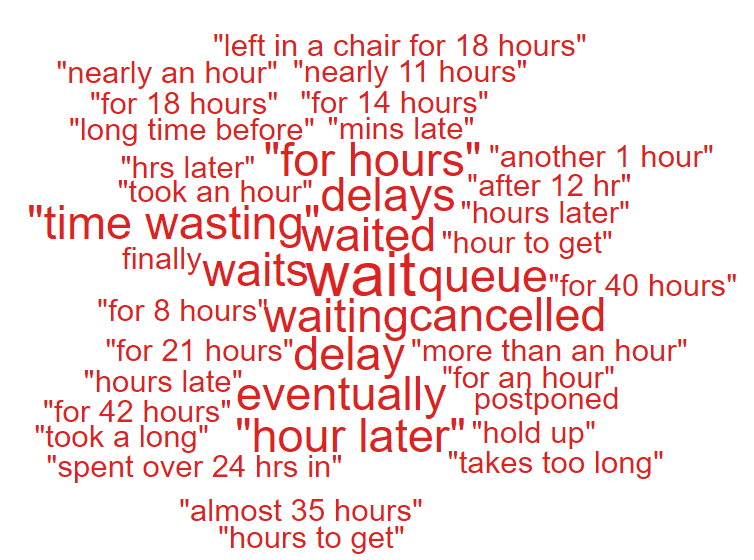 "left in a chair for 18 hours"
"nearly an hour" "nearly 11 hours"
"for 18 hours" "for 14 hours"
"long time before" "mins late"
"hrs later" "for hours" "another 1 hour"
"took an hour" delays "after 12 hr"
"time wasting" waited "hours later"
"hour to get"
finally waits wait queue "for 40 hours"
"for 8 hours" waiting cancelled
"for 21 hours" delay "more than an hour"
"hours late" eventually "for an hour"
"for 42 hours" postponed
"took a long" "hour later" "hold up"
"spent over 24 hrs in" "takes too long"
"almost 35 hours"
"hours to get"